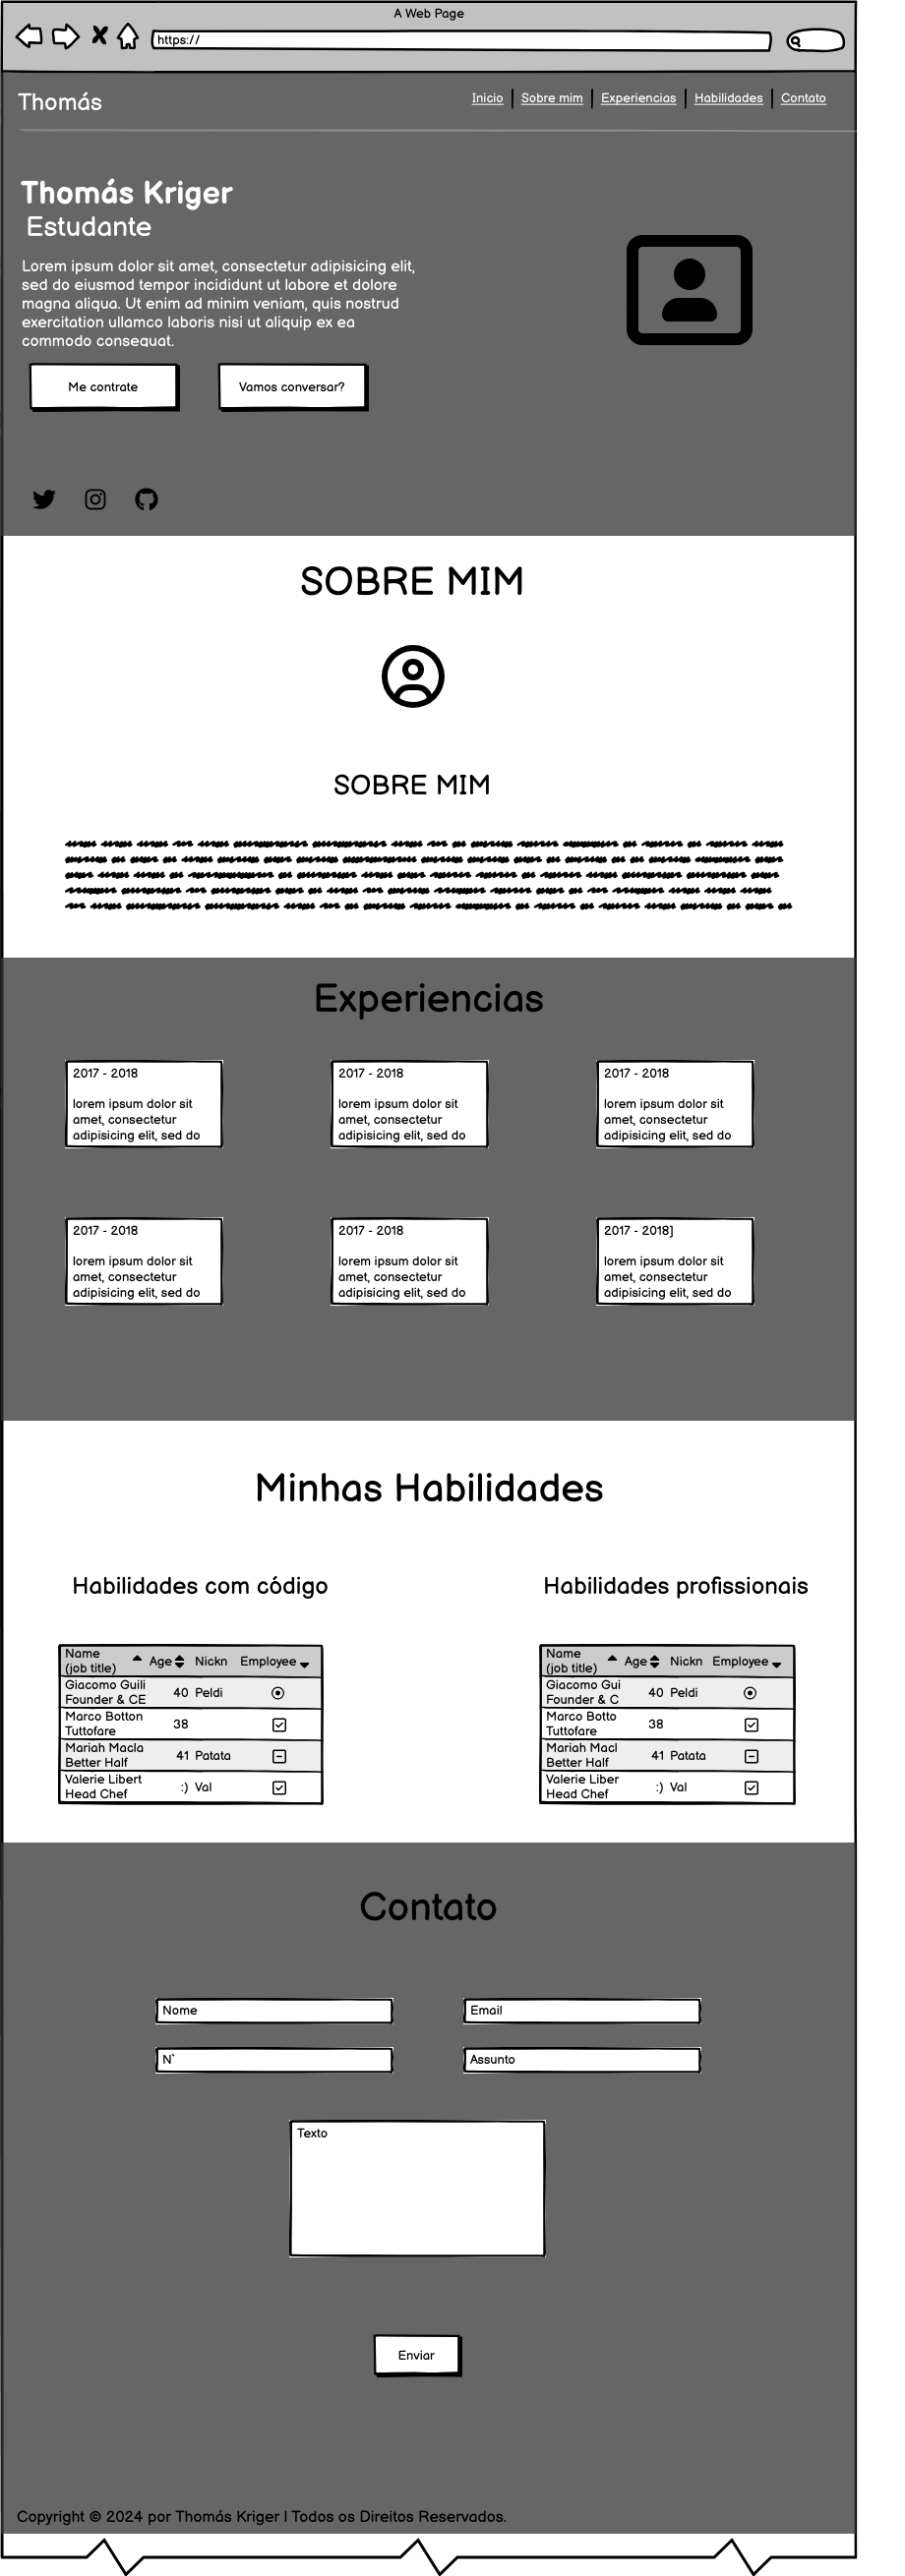 A Web Page
https://
Thomás
Inicio Sobre mim Experiencias Habilidades Contato
Thomás Kriger
Estudante
Lorem ipsum dolor sit amet, consectetur adipisicing elit,
sed do eiusmod tempor incididunt ut labore et dolore
magna aliqua. Ut enim ad minim veniam, quis nostrud
exercitation ullamco laboris nisi ut aliquip ex ea
commodo consequat.
Me contrate
Vamos conversar?
SOBRE MIM
SOBRE MIM
Experiencias
2017 - 2018
lorem ipsum dolor sit
amet, consectetur
adipisicing elit, sed do
2017 - 2018
lorem ipsum dolor sit
amet, consectetur
adipisicing elit, sed do
2017 - 2018
lorem ipsum dolor sit
amet, consectetur
adipisicing elit, sed do
2017 - 2018
lorem ipsum dolor sit
amet, consectetur
adipisicing elit, sed do
2017 - 2018
lorem ipsum dolor sit
amet, consectetur
adipisicing elit, sed do
2017 - 2018]
lorem ipsum dolor sit
amet, consectetur
adipisicing elit, sed do
Minhas Habilidades
Habilidades com código
Name
(job title) Age Nickn Employee
Giacomo Guili
Founder & CE 40 Peldi
Marco Botton
Tuttofare 38
Mariah Macla
Better Half 41 Patata
Valerie Libert
Head Chef :) Val
Habilidades profissionais
Name
(job title) Age Nickn Employee
Giacomo Gui
Founder & C 40 Peldi
Marco Botto
Tuttofare 38
Mariah Macl
Better Half 41 Patata
Valerie Liber
Head Chef :) Val
Contato
Nome
Email
N`
Assunto
Texto
Enviar
Copyright © 2024 por Thomás Kriger | Todos os Direitos Reservados.